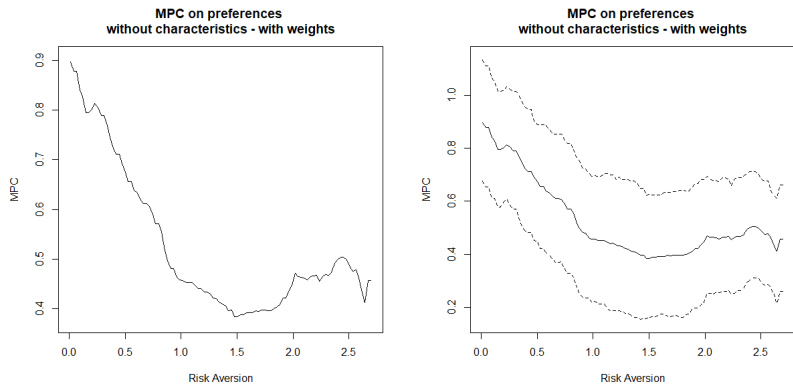 MPC on preferences
without characteristics - with weights
MPC
0.9
0.8
0.7
0.6
0.5
0.4
0.0 0.5 1.0 1.5 2.0 2.5
Risk Aversion
MPC on preferences
without characteristics - with weights
MPC
1.0
0.8
0.6
0.4
0.2
0.0 0.5 1.0 1.5 2.0 2.5
Risk Aversion